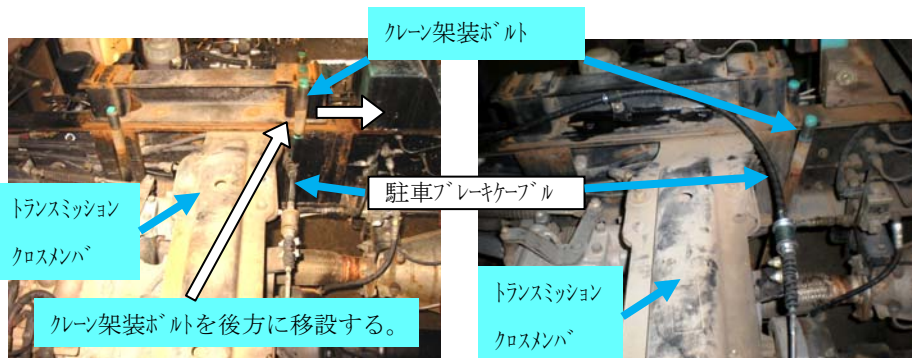 クレーン架装ボルト
駐車ブレーキケーブル
トランスミッション
クロスメンバ
クレーン架装ボルトを後方に移設する。
トランスミッション
クロスメンバ